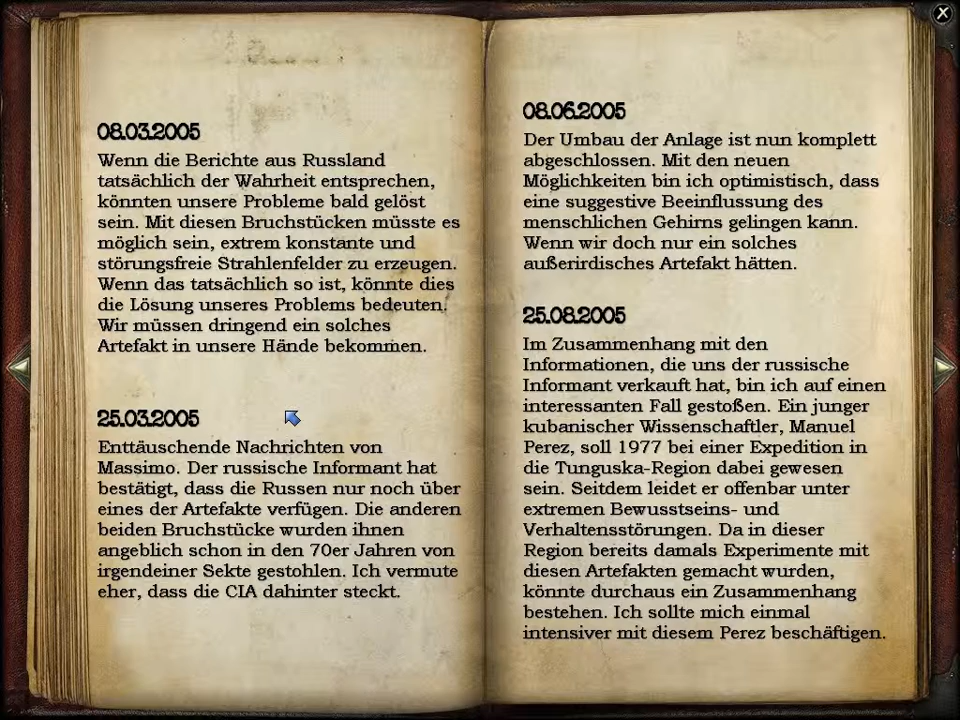 08.03.2005
Wenn die Berichte aus Russland
tatsächlich der Wahrheit entsprechen,
könnten unsere Probleme bald gelöst
sein. Mit diesen Bruchstücken müsste es
möglich sein, extrem konstante und
störungsfreie Strahlenfelder zu erzeugen.
Wenn das tatsächlich so ist, könnte dies
die Lösung unseres Problems bedeuten.
Wir müssen dringend ein solches
Artefakt in unsere Hände bekommen.
25.03.2005
Enttäuschende Nachrichten von
Massimo. Der russische Informant hat
bestätigt, dass die Russen nur noch über
eines der Artefakte verfügen. Die anderen
beiden Bruchstücke wurden ihnen
angeblich schon in den 70er Jahren von
irgendeiner Sekte gestohlen. Ich vermute
eher, dass die CIA dahinter steckt.
08.06.2005
Der Umbau der Anlage ist nun komplett
abgeschlossen. Mit den neuen
Möglichkeiten bin ich optimistisch, dass
eine suggestive Beeinflussung des
menschlichen Gehirns gelingen kann.
Wenn wir doch nur ein solches
außerirdisches Artefakt hätten.
25.08.2005
Im Zusammenhang mit den
Informationen, die uns der russische
Informant verkauft hat, bin ich auf einen
interessanten Fall gestoßen. Ein junger
kubanischer Wissenschaftler, Manuel
Perez, soll 1977 bei einer Expedition in
die Tunguska-Region dabei gewesen
sein. Seitdem leidet er offenbar unter
extremen Bewusstseins- und
Verhaltensstörungen. Da in dieser
Region bereits damals Experimente mit
diesen Artefakten gemacht wurden,
könnte durchaus ein Zusammenhang
bestehen. Ich sollte mich einmal
intensiver mit diesem Perez beschäftigen.